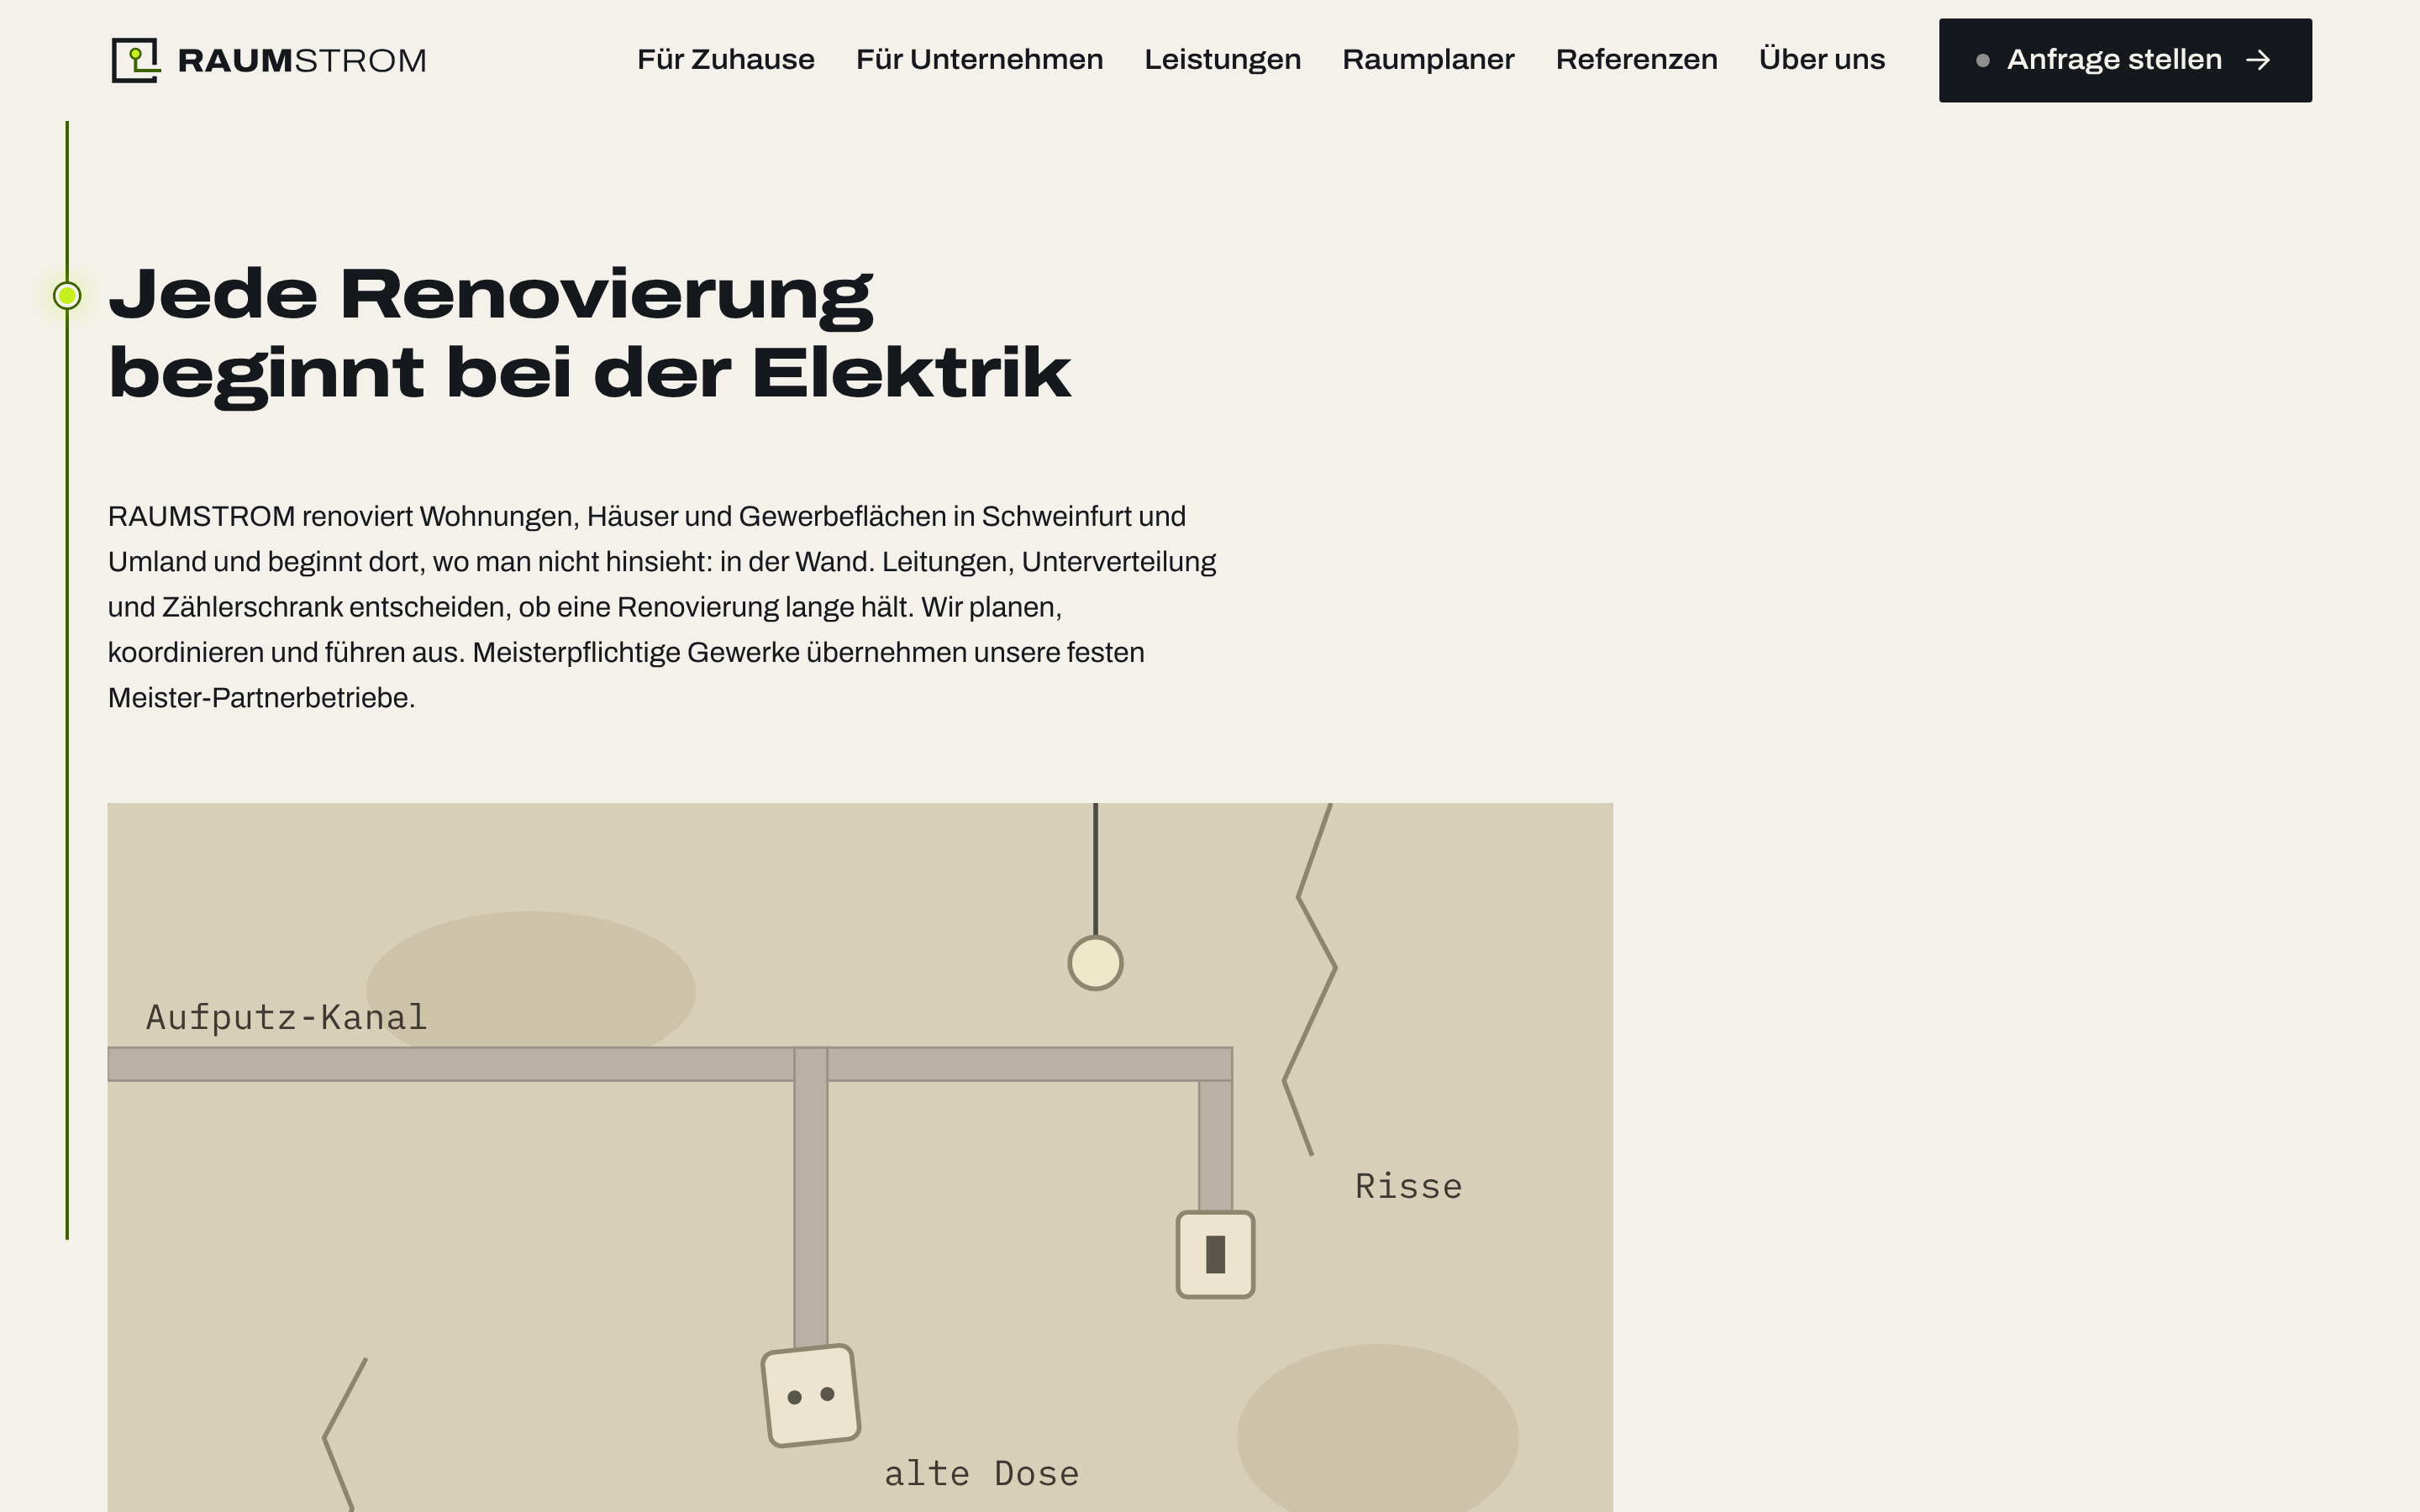 RAUMSTROM
Für Zuhause
Für Unternehmen
Leistungen
Raumplaner
Referenzen
Über uns
Anfrage stellen
Jede Renovierung
beginnt bei der Elektrik
RAUMSTROM renoviert Wohnungen, Häuser und Gewerbeflächen in Schweinfurt und
Umland und beginnt dort, wo man nicht hinsieht: in der Wand. Leitungen, Unterverteilung
und Zählerschrank entscheiden, ob eine Renovierung lange hält. Wir planen,
koordinieren und führen aus. Meisterpflichtige Gewerke übernehmen unsere festen
Meister-Partnerbetriebe.
Aufputz-Kanal
Risse
alte Dose